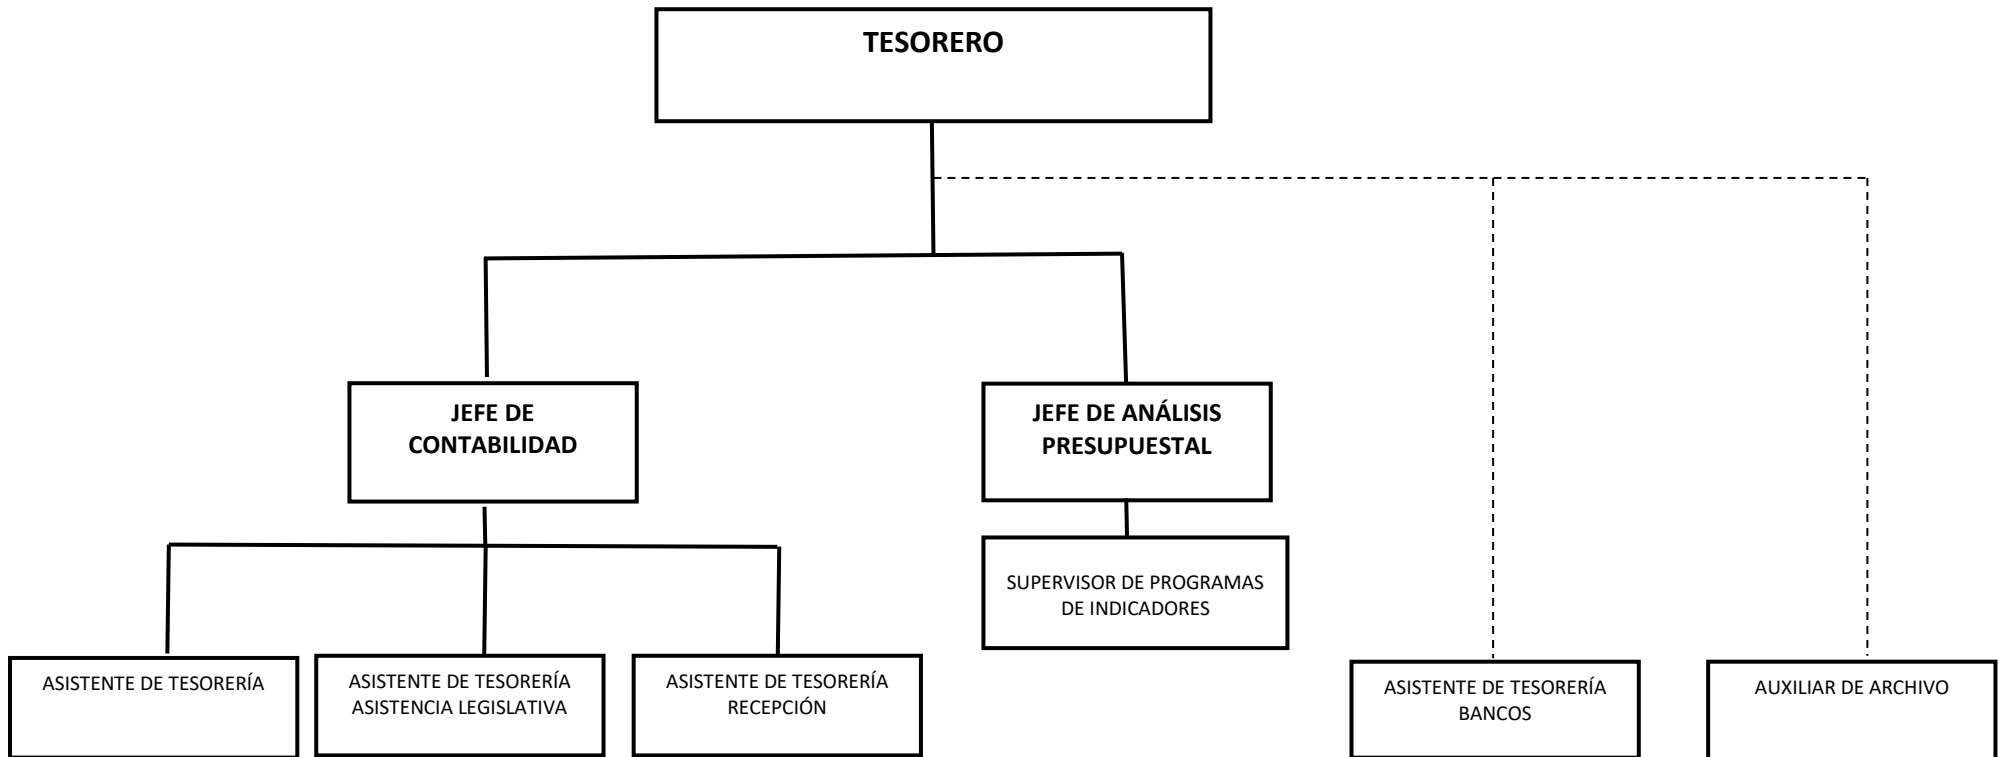 TESORERO
JEFE DE
CONTABILIDAD
JEFE DE ANÁLISIS
PRESUPUESTAL
SUPERVISOR DE PROGRAMAS
DE INDICADORES
ASISTENTE DE TESORERÍA
ASISTENTE DE TESORERÍA
ASISTENCIA LEGISLATIVA
ASISTENTE DE TESORERÍA
RECEPCIÓN
ASISTENTE DE TESORERÍA
BANCOS
AUXILIAR DE ARCHIVO